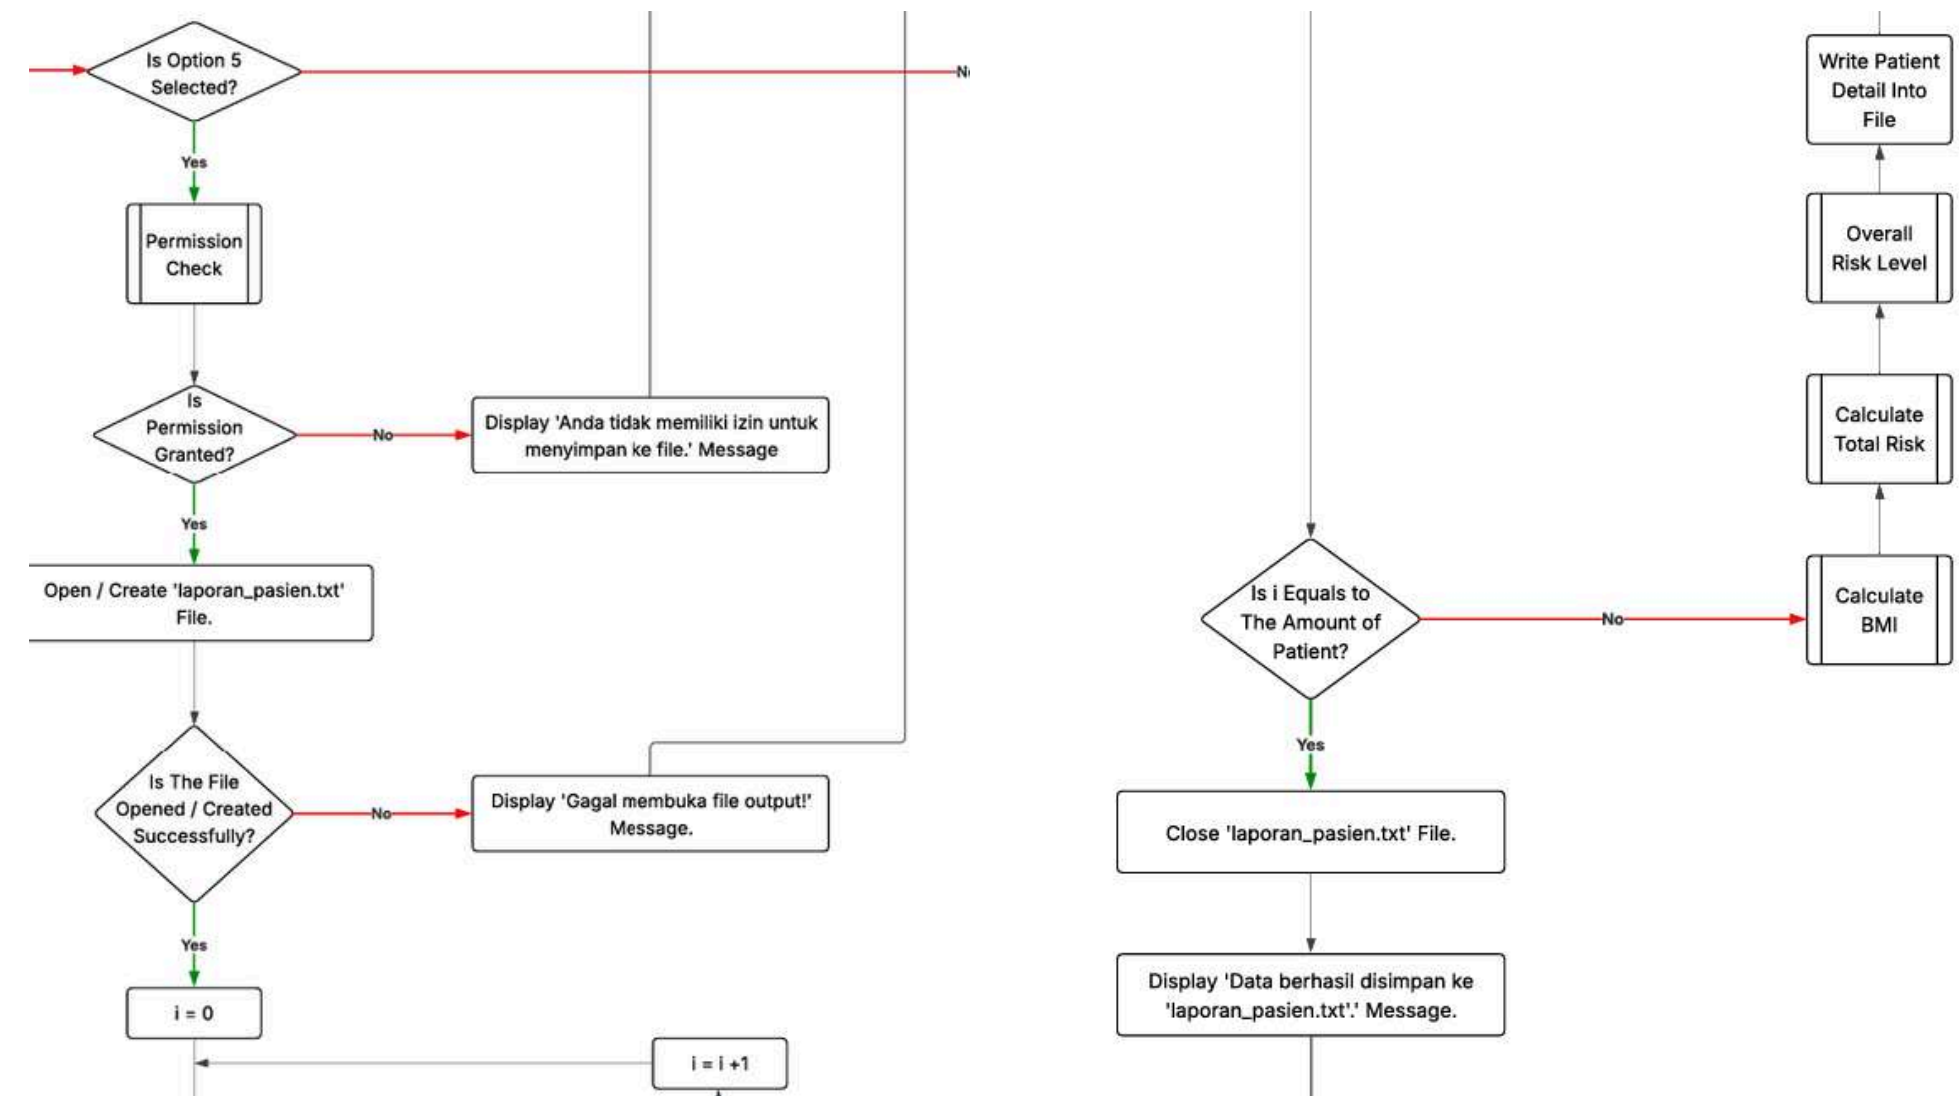 Is Option 5
Selected?
Yes
Permission
Check
Is
Permission
Granted?
No
Display 'Anda tidak memiliki izin untuk
menyimpan ke file.' Message
Yes
Open / Create 'laporan_pasien.txt'
File.
Is The File
Opened / Created
Successfully?
No
Display 'Gagal membuka file output!'
Message.
Yes
i = 0
i = i +1
Write Patient
Detail Into
File
Overall
Risk Level
Calculate
Total Risk
Is i Equals to
The Amount of
Patient?
No
Calculate
BMI
Yes
Close 'laporan_pasien.txt' File.
Display 'Data berhasil disimpan ke
'laporan_pasien.txt'.' Message.